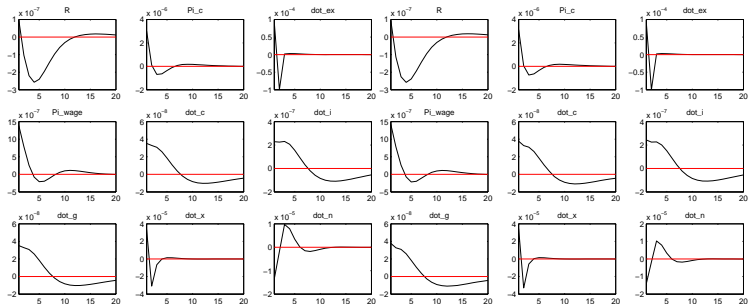 x 10^-7 R x 10^-6 Pi_c x 10^-4 dot_ex x 10^-7 R x 10^-6 Pi_c x 10^-4 dot_ex
1 4 1 1 4 1
0 2 0.5 0 2 0.5
-1 0 0 -1 0 0
-2 -0.5 -2 -0.5
-3 -2 -1 -3 -2 -1
5 10 15 20 5 10 15 20 5 10 15 20 5 10 15 20 5 10 15 20 5 10 15 20
x 10^-7 Pi_wage x 10^-8 dot_c x 10^-7 dot_i x 10^-7 Pi_wage x 10^-8 dot_c x 10^-7 dot_i
15 6 4 15 6 4
10 4 2 10 4 2
5 2 5 2
0 0 0 0 0 0
-5 -2 -2 -5 -2 -2
5 10 15 20 5 10 15 20 5 10 15 20 5 10 15 20 5 10 15 20 5 10 15 20
x 10^-8 dot_g x 10^-5 dot_x x 10^-5 dot_n x 10^-8 dot_g x 10^-5 dot_x x 10^-5 dot_n
6 4 1 6 4 2
4 2 4 2 1
2 0 0 2 0 0
0 -2 0 -2 -1
-2 -4 -1 -2 -4 -2
5 10 15 20 5 10 15 20 5 10 15 20 5 10 15 20 5 10 15 20 5 10 15 20